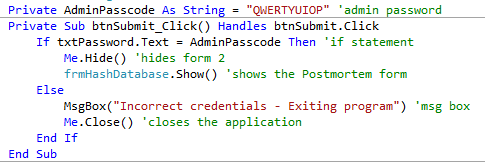 Private AdminPasscode As String = "QWERTYUIOP" 'admin password
Private Sub btnSubmit_Click() Handles btnSubmit.Click
If txtPassword.Text = AdminPasscode Then 'if statement
Me.Hide() 'hides form 2
frmHashDatabase.Show() 'shows the Postmortem form
Else
MsgBox("Incorrect credentials - Exiting program") 'msg box
Me.Close() 'closes the application
End If
End Sub